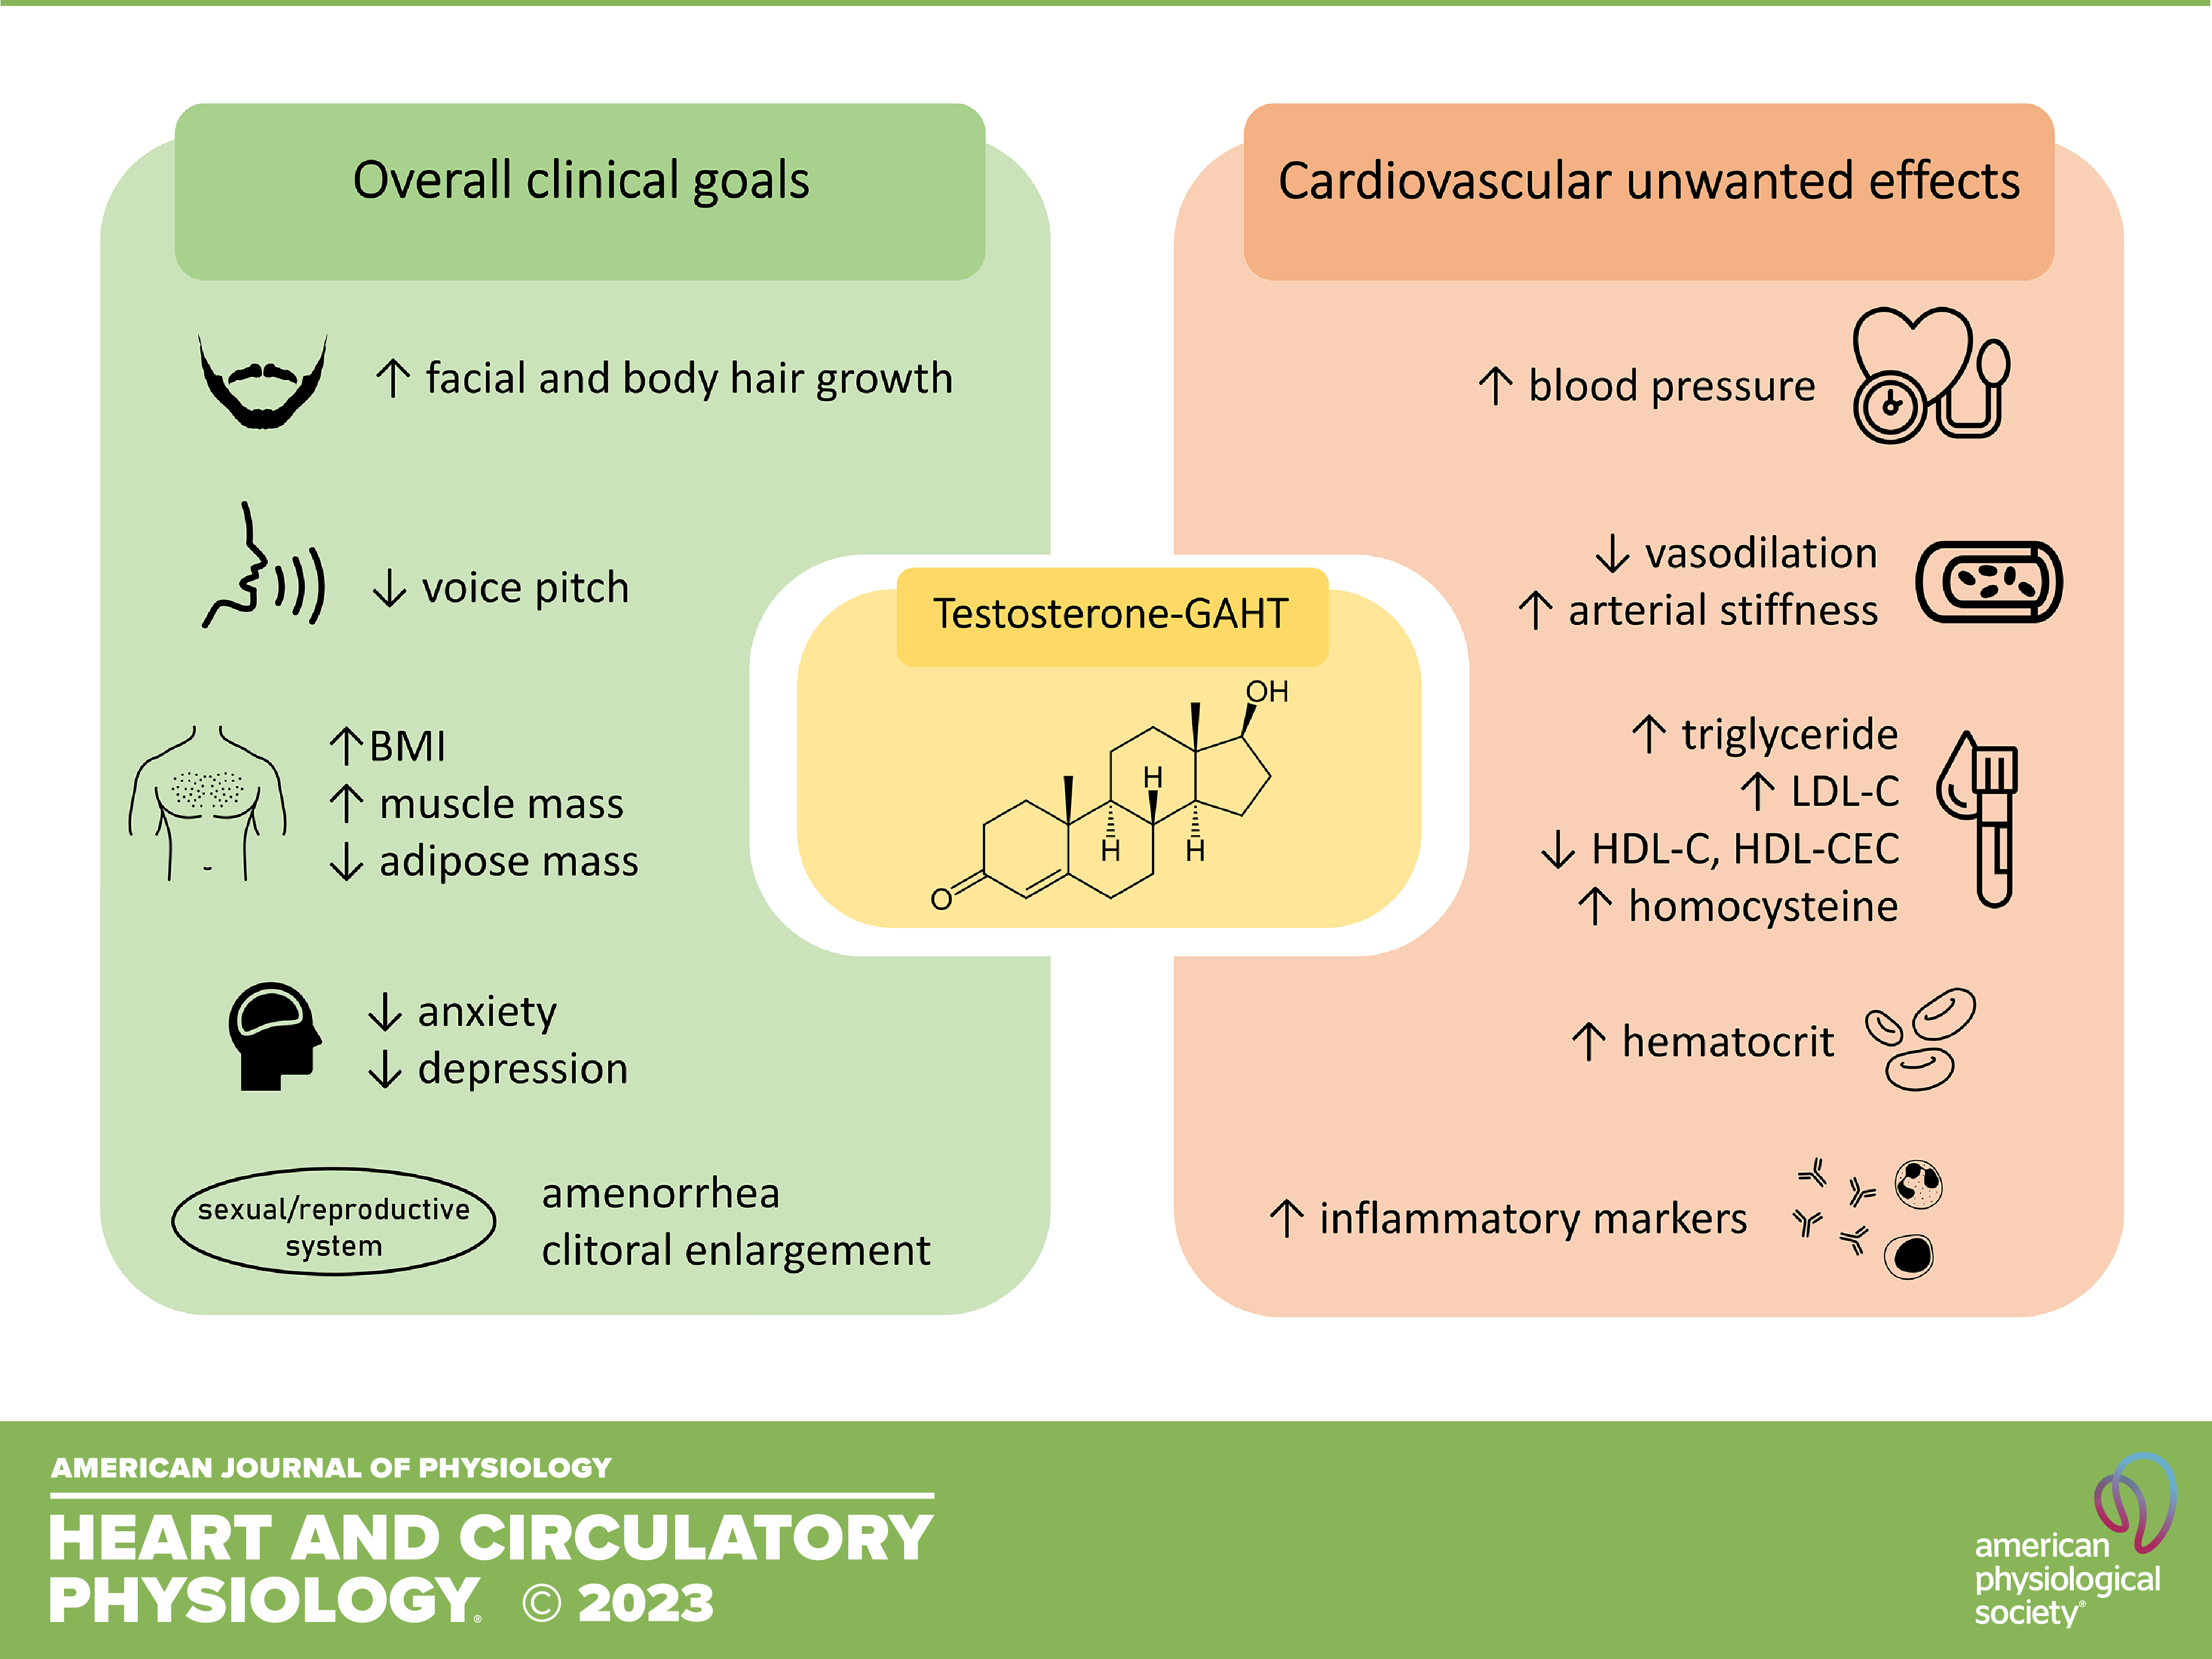 Overall clinical goals
↑ facial and body hair growth
↓ voice pitch
↑BMI
↑ muscle mass
↓ adipose mass
↓ anxiety
↓ depression
sexual/reproductive
system
amenorrhea
clitoral enlargement
Testosterone-GAHT
OH
H
H
H
O
Cardiovascular unwanted effects
↑ blood pressure
↓ vasodilation
↑ arterial stiffness
↑ triglyceride
↑ LDL-C
↓ HDL-C, HDL-CEC
↑ homocysteine
↑ hematocrit
↑ inflammatory markers
AMERICAN JOURNAL OF PHYSIOLOGY
HEART AND CIRCULATORY
PHYSIOLOGY® © 2023
american
physiological
society®